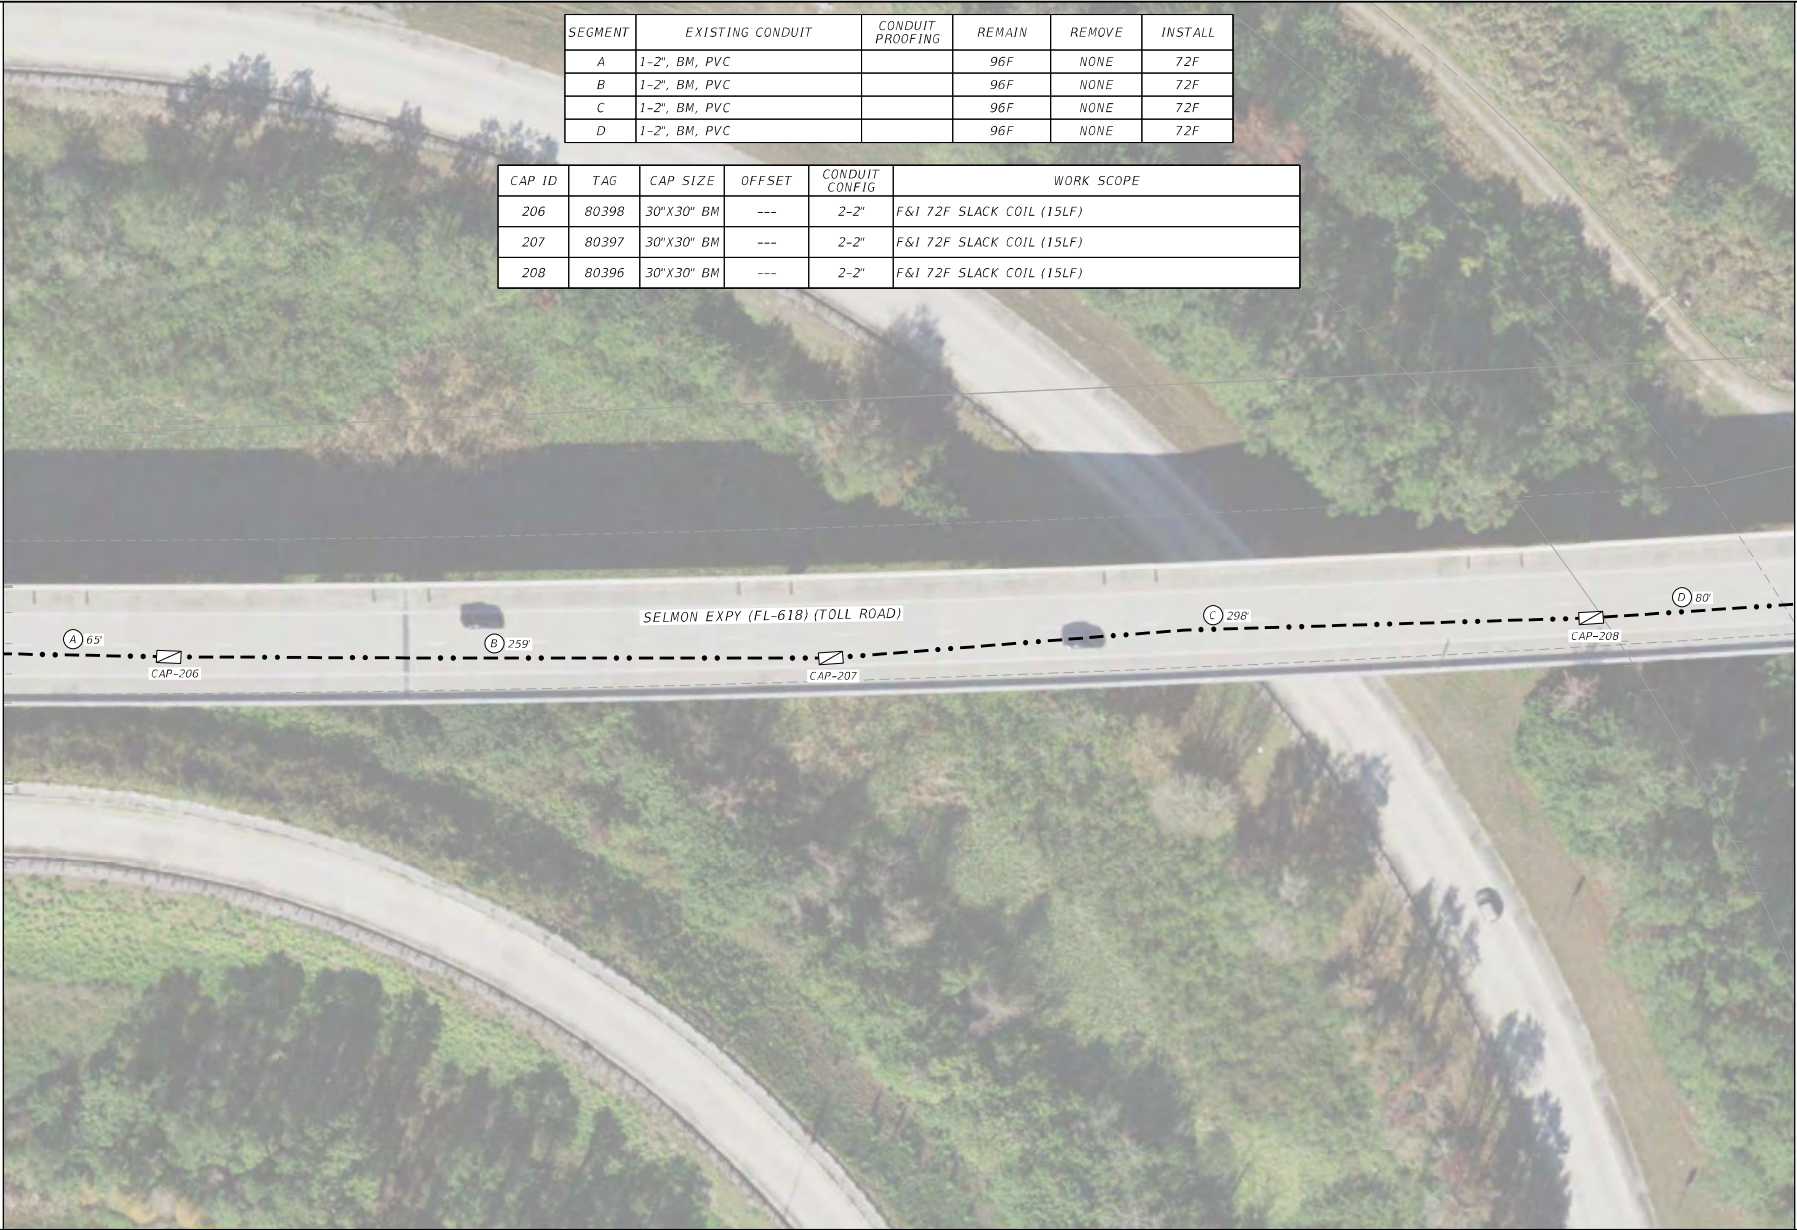 SEGMENT EXISTING CONDUIT CONDUIT PROOFING REMAIN REMOVE INSTALL
A 1-2", BM, PVC 96F NONE 72F
B 1-2", BM, PVC 96F NONE 72F
C 1-2", BM, PVC 96F NONE 72F
D 1-2", BM, PVC 96F NONE 72F
CAP ID TAG CAP SIZE OFFSET CONDUIT CONFIG WORK SCOPE
206 80398 30"X30" BM --- 2-2" F&I 72F SLACK COIL (15LF)
207 80397 30"X30" BM --- 2-2" F&I 72F SLACK COIL (15LF)
208 80396 30"X30" BM --- 2-2" F&I 72F SLACK COIL (15LF)
SELMON EXPY (FL-618) (TOLL ROAD)
A 65'
CAP-206
B 259'
CAP-207
C 298'
CAP-208
D 80'